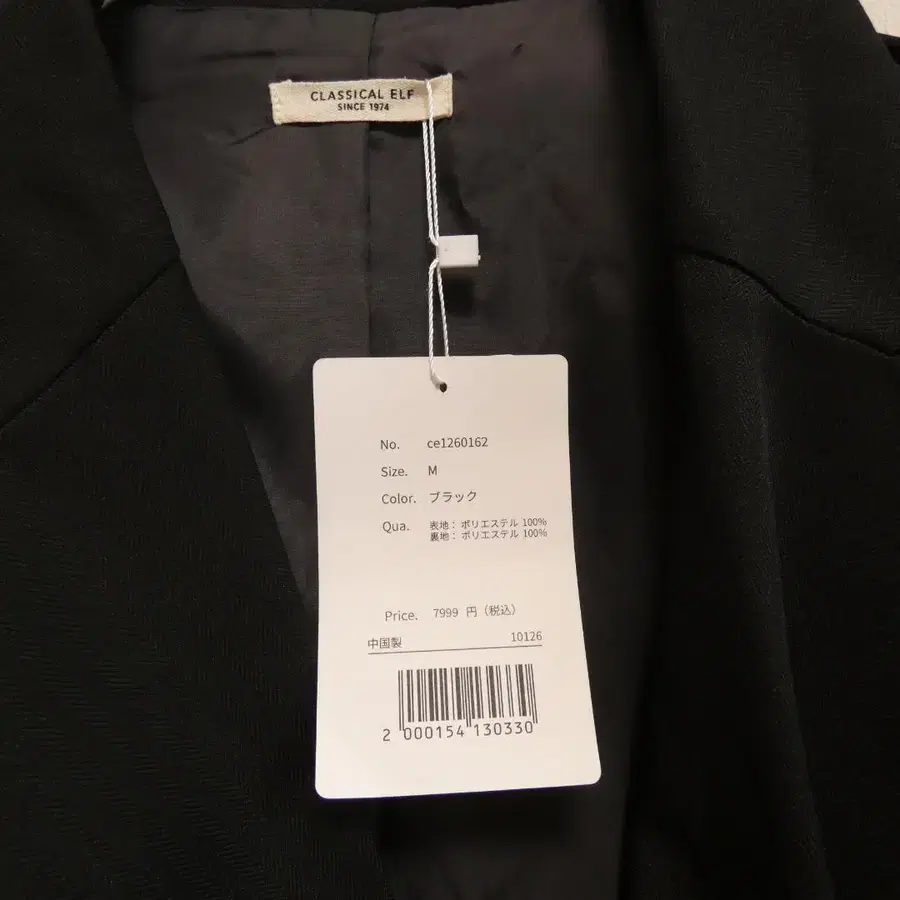 CLASSICAL ELF
SINCE 1974
No. ce1260162
Size. M
Color. ブラック
Qua. 表地： ポリエステル 100%
裏地： ポリエステル 100%
Price. 7999 円（税込）
中国製 10126
2 000154 130330